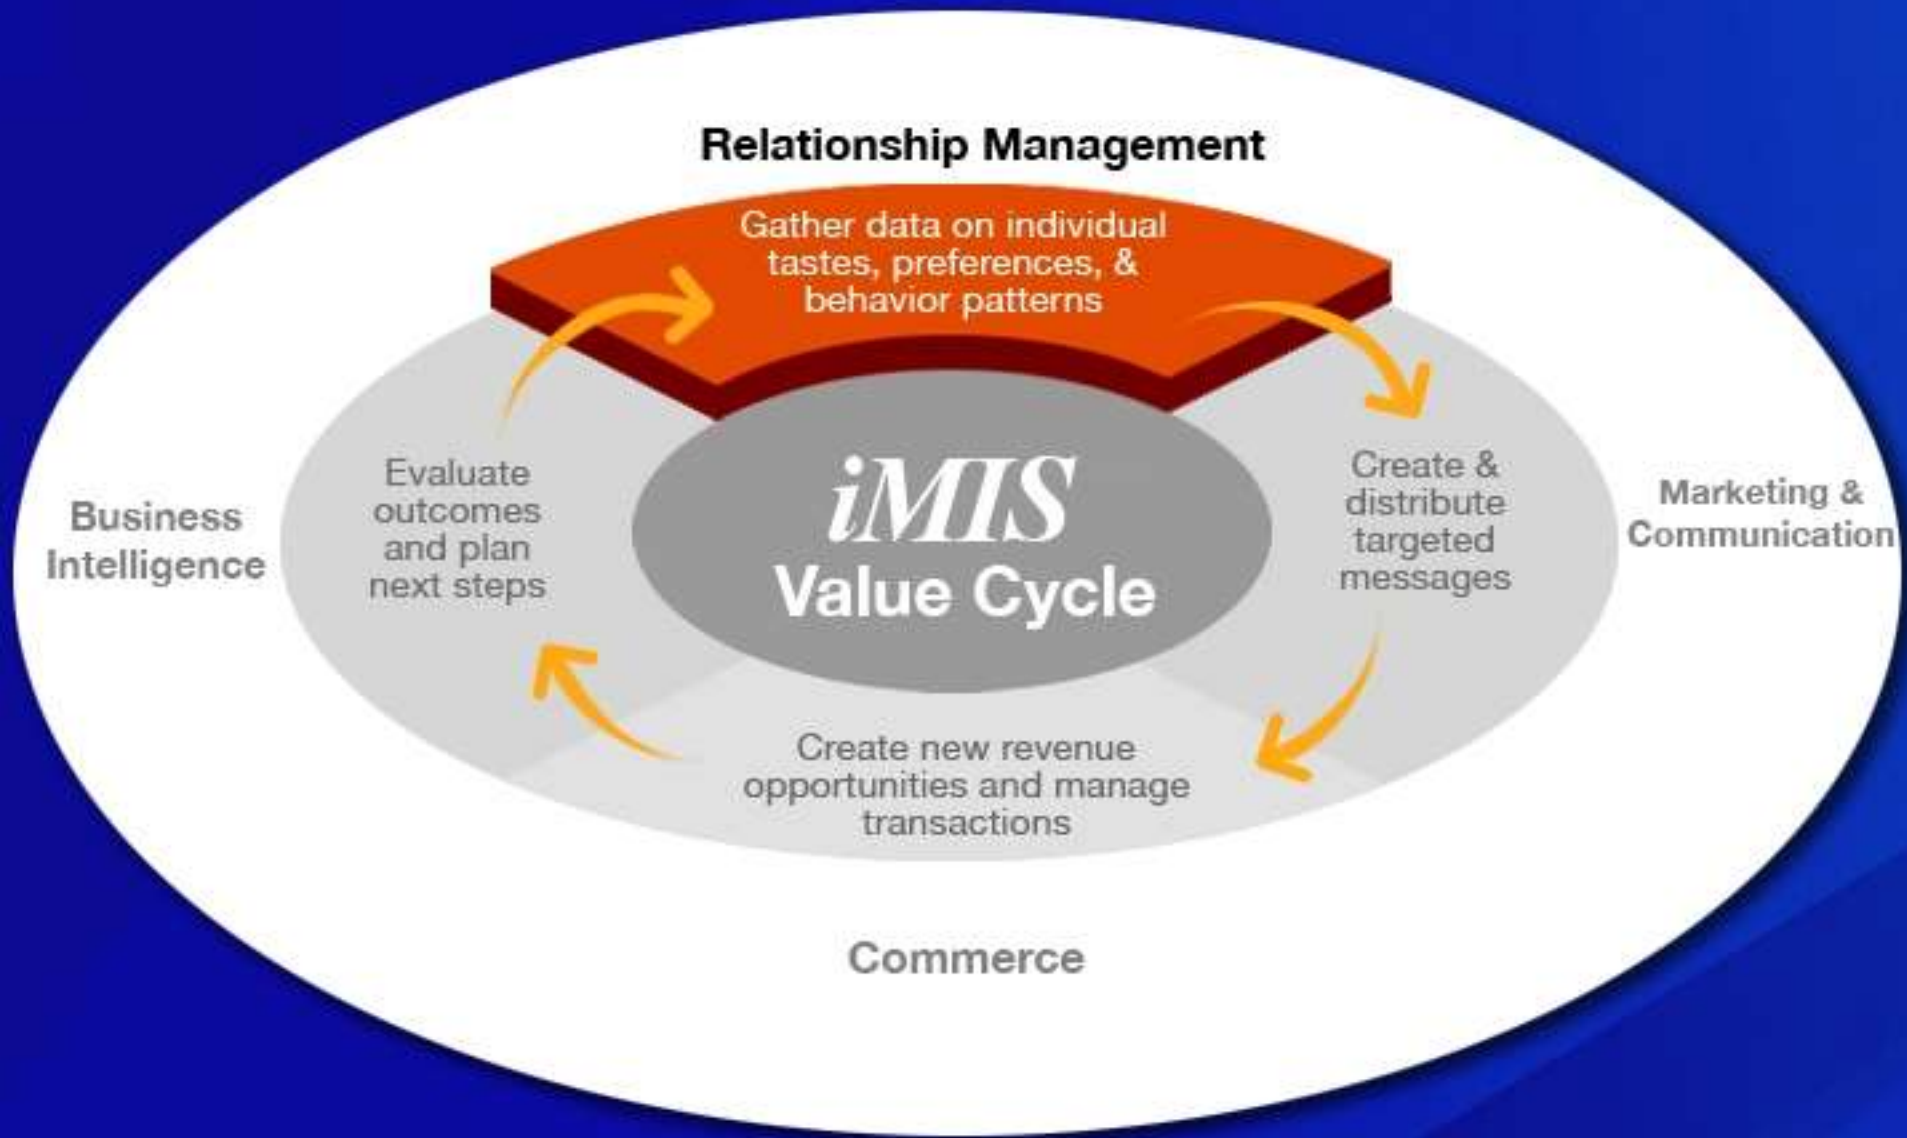 Relationship Management
Gather data on individual
tastes, preferences, &
behavior patterns
Create &
distribute
targeted
messages
Marketing &
Communication
Create new revenue
opportunities and manage
transactions
Commerce
Evaluate
outcomes
and plan
next steps
Business
Intelligence
iMIS
Value Cycle